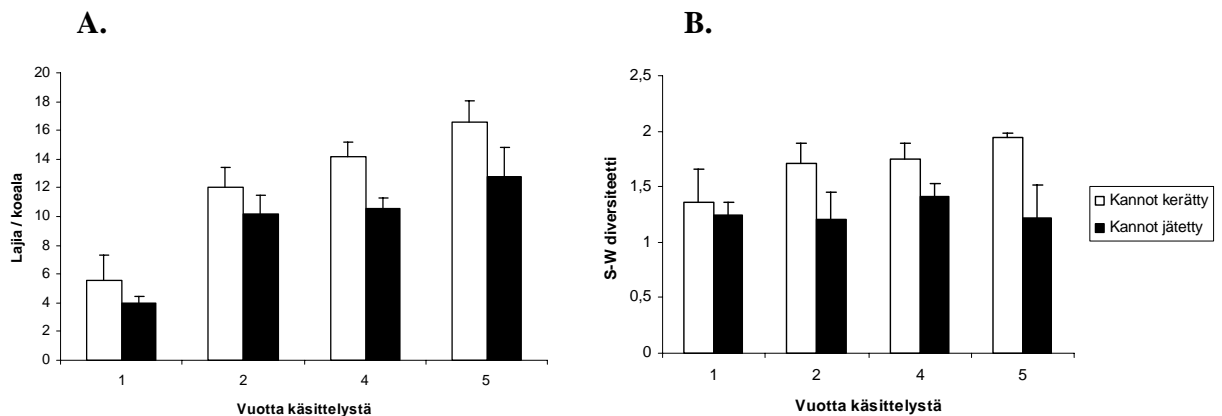 A.
20
18
16
14
12
10
8
6
4
2
0
Lajia / koeala
1 2 4 5
Vuotta käsittelystä
B.
2,5
2
1,5
1
0,5
0
S-W diversiteetti
1 2 4 5
Vuotta käsittelystä
Kannot kerätty
Kannot jätetty